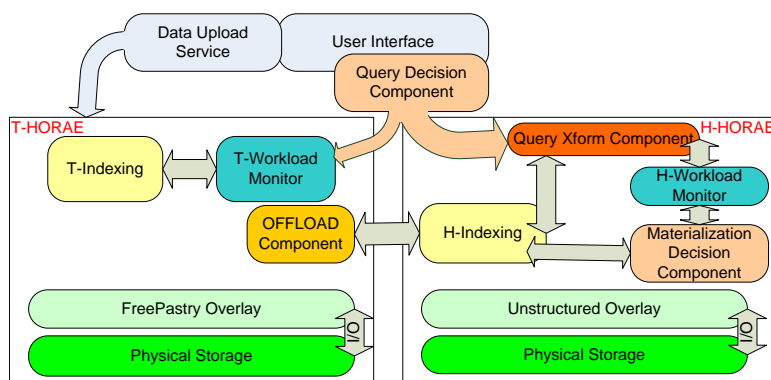 Data Upload
Service
User Interface
Query Decision
Component
T-HORAE
H-HORAE
Query Xform Component
T-Indexing
T-Workload
Monitor
H-Workload
Monitor
OFFLOAD
Component
H-Indexing
Materialization
Decision
Component
FreePastry Overlay
I/O
Physical Storage
Unstructured Overlay
I/O
Physical Storage